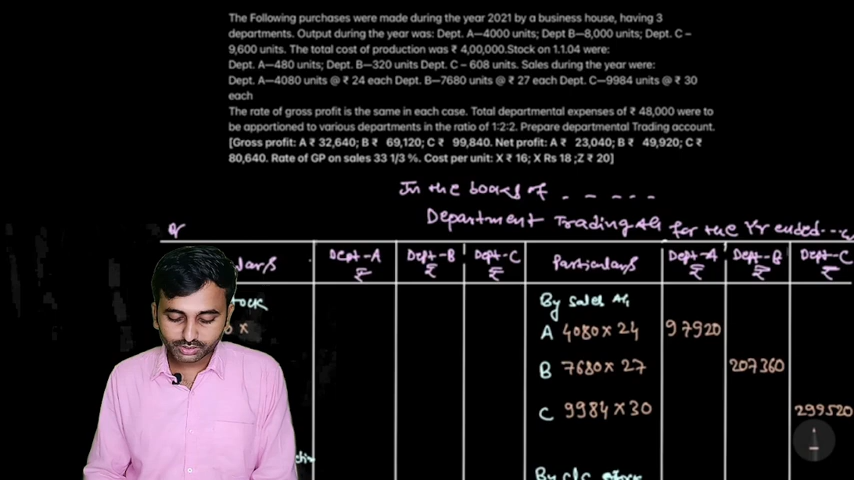 The Following purchases were made during the year 2021 by a business house, having 3
departments. Output during the year was: Dept. A—4000 units; Dept B—8,000 units; Dept. C –
9,600 units. The total cost of production was ₹ 4,00,000.Stock on 1.1.04 were:
Dept. A—480 units; Dept. B—320 units Dept. C – 608 units. Sales during the year were:
Dept. A—4080 units @ ₹ 24 each Dept. B—7680 units @ ₹ 27 each Dept. C—9984 units @ ₹ 30
each
The rate of gross profit is the same in each case. Total departmental expenses of ₹ 48,000 were to
be apportioned to various departments in the ratio of 1:2:2. Prepare departmental Trading account.
[Gross profit: A ₹ 32,640; B ₹ 69,120; C ₹ 99,840. Net profit: A ₹ 23,040; B ₹ 49,920; C ₹
80,640. Rate of GP on sales 33 1/3 %. Cost per unit: X ₹ 16; X Rs 18 ;Z ₹ 20]
In the books of _ _ _ _ _
Department Trading A/c for the Yr ended---
Dept-A ₹ Dept-B ₹ Dept-C ₹ Particulars Dept-A ₹ Dept-B ₹ Dept-C ₹
By Sales A/c
A 4080 x 24 97920
B 7680 x 27 207360
C 9984 x 30 299520
By c/c stock